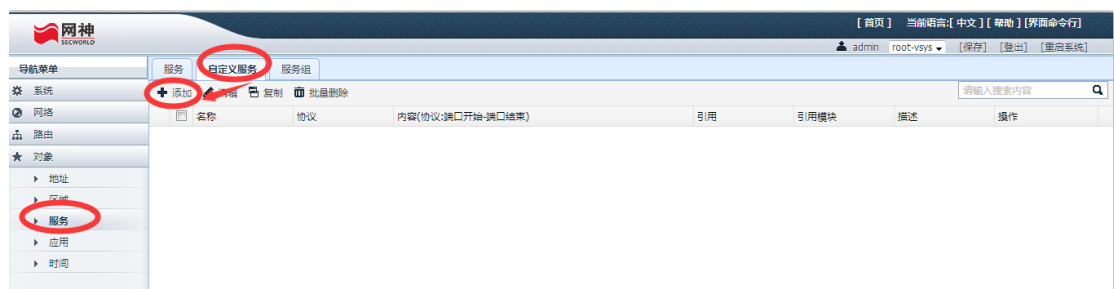 网神
SECWORLD
[ 首页 ] 当前语言:[ 中文 ] [ 帮助 ] [界面命令行]
admin root-vsys [保存] [登出] [重启系统]
导航菜单
系统
网络
路由
对象
地址
区域
服务
应用
时间
服务 自定义服务 服务组
添加 编辑 复制 批量删除
请输入搜索内容
名称 协议 内容(协议:端口开始-端口结束) 引用 引用模块 描述 操作